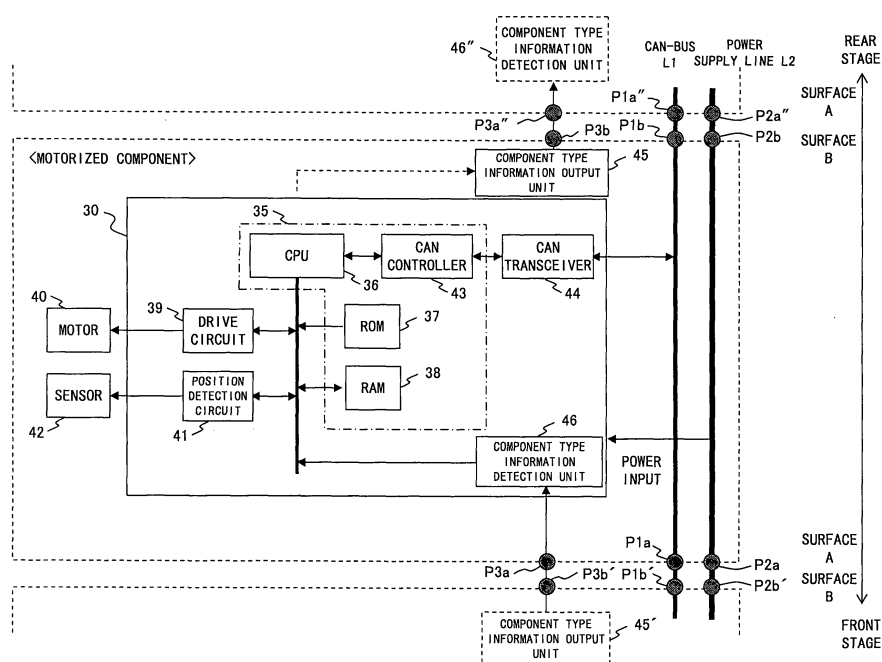 COMPONENT TYPE
INFORMATION
DETECTION UNIT
46″
CAN-BUS
L1
POWER
SUPPLY LINE L2
REAR
STAGE
P1a″
P3a″
P2a″
SURFACE
A
P3b
P1b
P2b
SURFACE
B
<MOTORIZED COMPONENT>
COMPONENT TYPE
INFORMATION OUTPUT
UNIT
45
30
35
CPU
36
CAN
CONTROLLER
43
CAN
TRANSCEIVER
44
40
MOTOR
39
DRIVE
CIRCUIT
ROM
37
SENSOR
42
POSITION
DETECTION
CIRCUIT
41
RAM
38
46
COMPONENT TYPE
INFORMATION
DETECTION UNIT
POWER
INPUT
P1a
P3a
P2a
SURFACE
A
P3b′
P1b′
P2b′
SURFACE
B
COMPONENT TYPE
INFORMATION OUTPUT
UNIT
45′
FRONT
STAGE